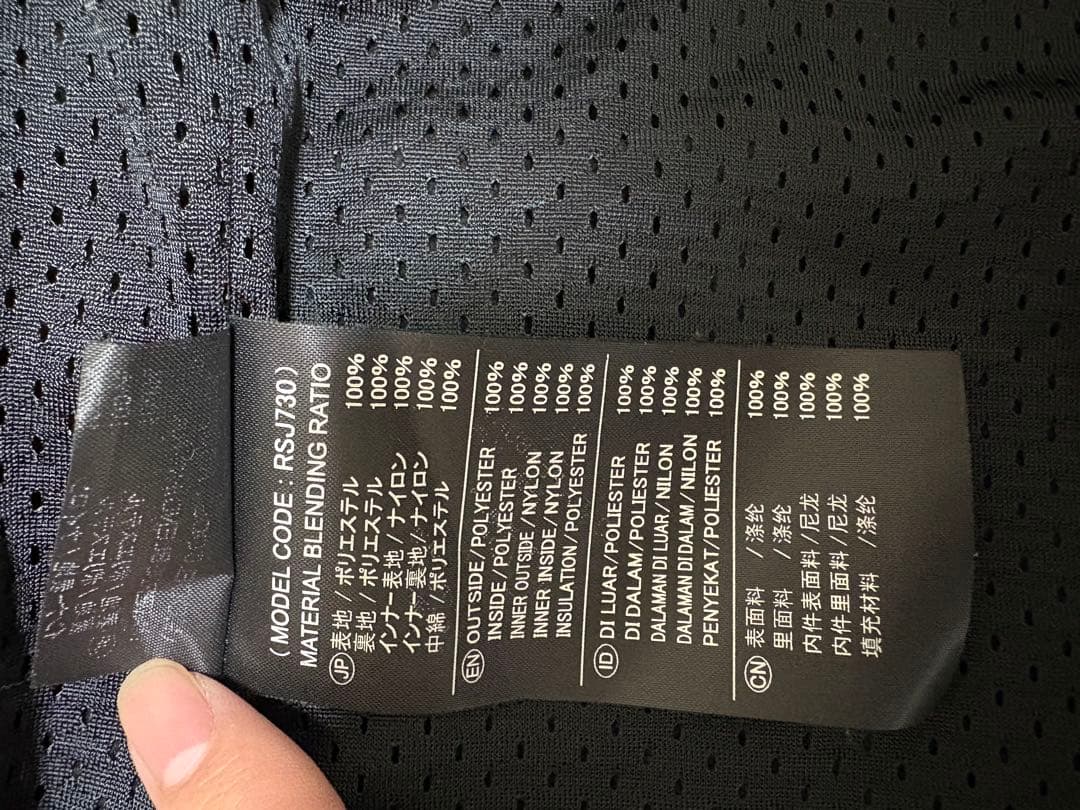 (MODEL CODE : RSJ730)
MATERIAL BLENDING RATIO
JP 表地 / ポリエステル 100%
裏地 / ポリエステル 100%
インナー表地 / ナイロン 100%
インナー裏地 / ナイロン 100%
中綿 / ポリエステル 100%
EN OUTSIDE / POLYESTER 100%
INSIDE / POLYESTER 100%
INNER OUTSIDE / NYLON 100%
INNER INSIDE / NYLON 100%
INSULATION / POLYESTER 100%
ID DI LUAR / POLIESTER 100%
DI DALAM / POLIESTER 100%
DALAMAN DI LUAR / NILON 100%
DALAMAN DI DALAM / NILON 100%
PENYEKAT / POLIESTER 100%
CN 表面料 / 涤纶 100%
里面料 / 涤纶 100%
内件表面料 / 尼龙 100%
内件里面料 / 尼龙 100%
填充材料 / 涤纶 100%